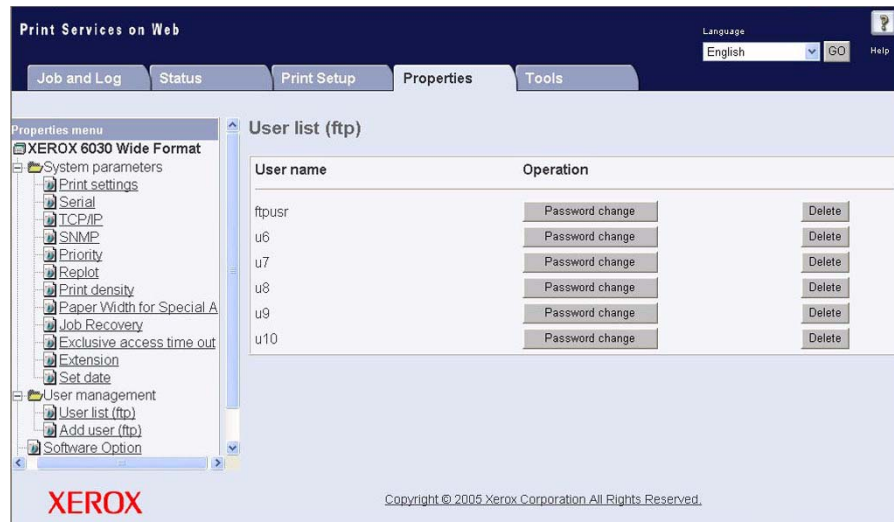 Print Services on Web
Language
English GO Help
Job and Log Status Print Setup Properties Tools
Properties menu
XEROX 6030 Wide Format
System parameters
Print settings
Serial
TCP/IP
SNMP
Priority
Replot
Print density
Paper Width for Special A
Job Recovery
Exclusive access time out
Extension
Set date
User management
User list (ftp)
Add user (ftp)
Software Option
User list (ftp)
User name Operation
ftpusr Password change Delete
u6 Password change Delete
u7 Password change Delete
u8 Password change Delete
u9 Password change Delete
u10 Password change Delete
XEROX
Copyright © 2005 Xerox Corporation All Rights Reserved.